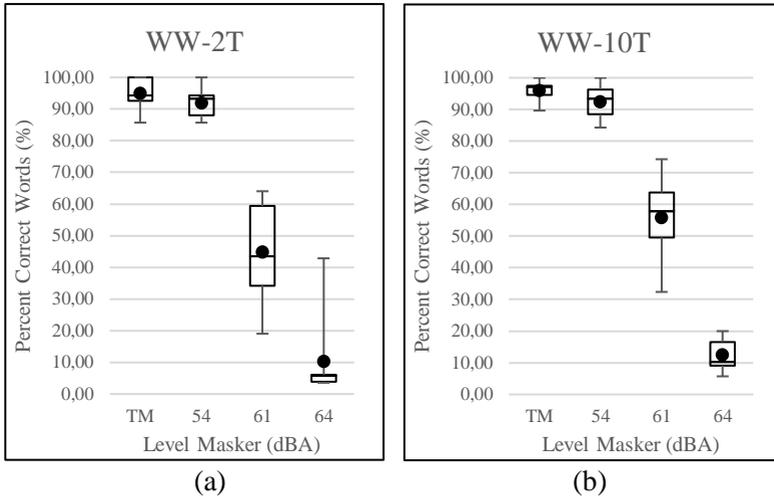 WW-2T
Percent Correct Words (%)
100,00
90,00
80,00
70,00
60,00
50,00
40,00
30,00
20,00
10,00
0,00
TM 54 61 64
Level Masker (dBA)
(a)
WW-10T
Percent Correct Words (%)
100,00
90,00
80,00
70,00
60,00
50,00
40,00
30,00
20,00
10,00
0,00
TM 54 61 64
Level Masker (dBA)
(b)